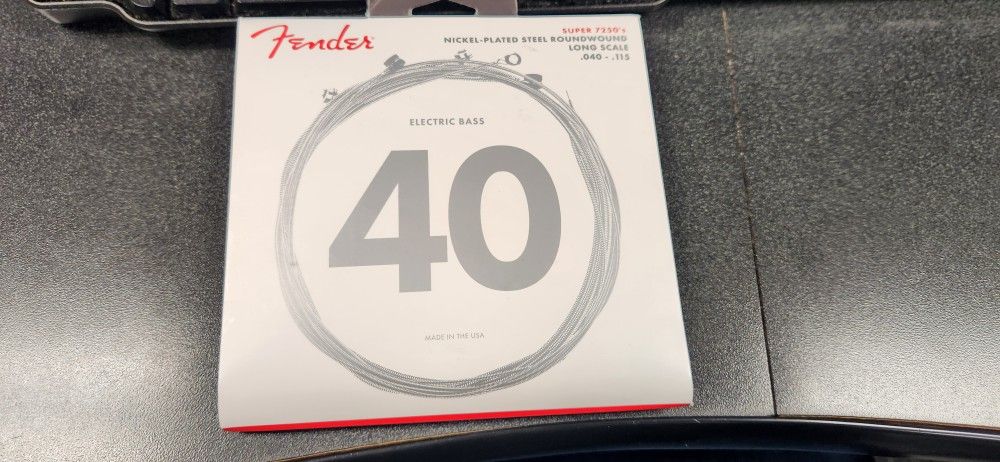 Fender
SUPER 7250's
NICKEL-PLATED STEEL ROUNDWOUND
LONG SCALE
.040 - .115
ELECTRIC BASS
40
MADE IN THE USA